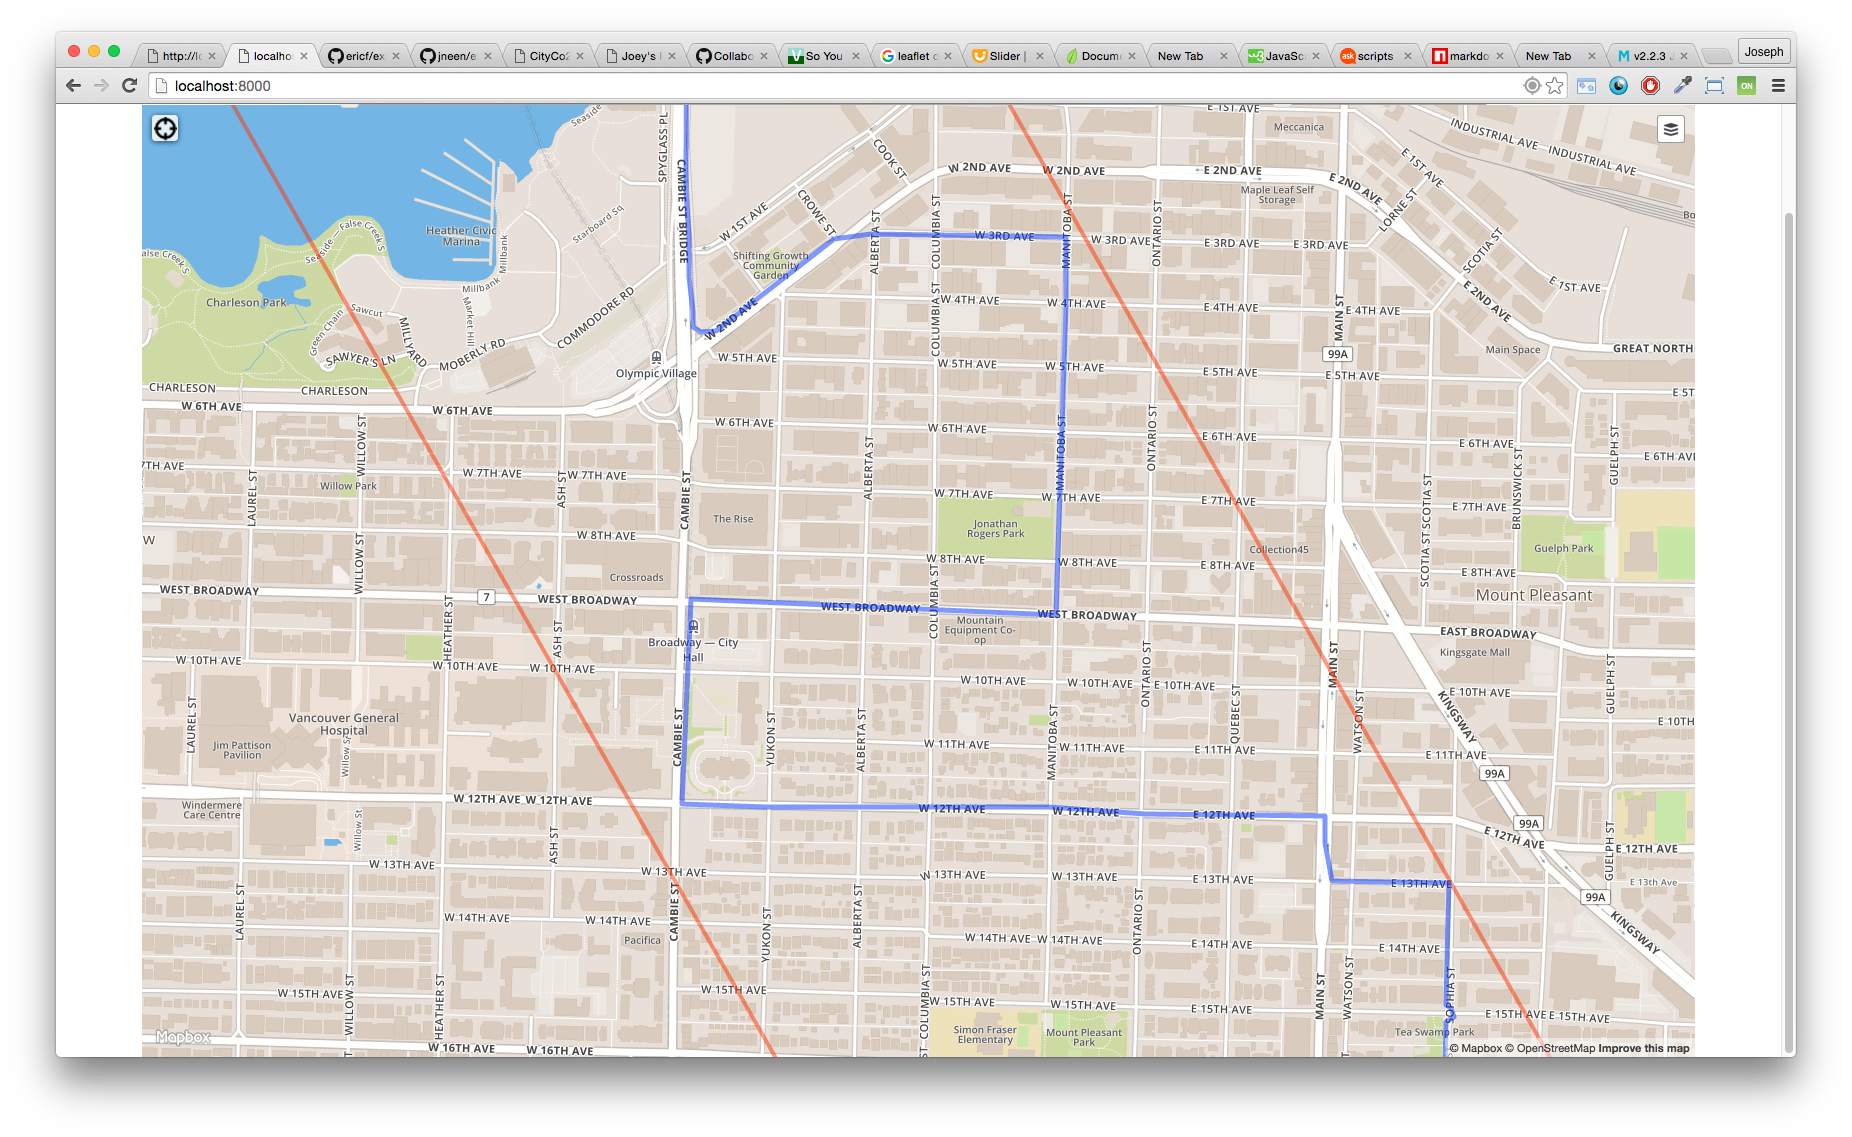 http://lo
localhos
ericf/ex
jneen/e
CityCo2
Joey's
Collabo
So You
leaflet c
Slider |
Docum
New Tab
JavaSc
scripts
markdo
New Tab
v2.2.3
Joseph
localhost:8000
ON
E 1ST AVE
Meccanica
INDUSTRIAL AVE
INDUSTRIAL AVE
Seaside
SPYGLASS PL
CAMBIE ST BRIDGE
COOK ST
W 2ND AVE
W 2ND AVE
E 2ND AVE
E 2ND AVE
E 1ST AVE
Maple Leaf Self
Storage
LORNE ST
Bo
CROWE ST
W 1ST AVE
Starboard Sq
Heather Civic
Marina
Millbank
Seaside — False Creek S
alse Creek S
ALBERTA ST
COLUMBIA ST
W 3RD AVE
MANITOBA ST
W 3RD AVE
ONTARIO ST
E 3RD AVE
E 3RD AVE
SCOTIA ST
Shifting Growth
Community
Garden
Millbank
E 1ST AVE
Charleson Park
Sawcut
Market Hill
COMMODORE RD
W 2ND AVE
COLUMBIA ST
W 4TH AVE
W 4TH AVE
E 4TH AVE
E 4TH AVE
MAIN ST
E 2ND AVE
Green Chain
MILLYARD
MOBERLY RD
SAWYER'S LN
99A
Main Space
GREAT NORTH
Olympic Village
W 5TH AVE
W 5TH AVE
W 5TH AVE
E 5TH AVE
E 5TH AVE
E 5T
CHARLESON
CHARLESON
W 6TH AVE
W 6TH AVE
W 6TH AVE
W 6TH AVE
E 6TH AVE
E 6TH AVE
E 6TH AV
WILLOW ST
ALBERTA ST
MANITOBA ST
ONTARIO ST
GUELPH ST
BRUNSWICK ST
7TH AVE
W 7TH AVE
W 7TH AVE
W 7TH AVE
W 7TH AVE
E 7TH AVE
E 7TH AVE
LAUREL ST
Willow Park
ASH ST
CAMBIE ST
The Rise
Jonathan
Rogers Park
SCOTIA ST
SCOTIA ST
W
WILLOW ST
W 8TH AVE
W 8TH AVE
W 8TH AVE
E 8TH AVE
E 8TH AVE
Collection45
Guelph Park
Crossroads
COLUMBIA ST
Mount Pleasant
WEST BROADWAY
7
WEST BROADWAY
WEST BROADWAY
WEST BROADWAY
EAST BROADWAY
HEATHER ST
ASH ST
Broadway — City
Hall
Mountain
Equipment Co-
op
Kingsgate Mall
W 10TH AVE
W 10TH AVE
W 10TH AVE
W 10TH AVE
W 10TH AVE
E 10TH AVE
E 10TH AVE
E 10TH
ONTARIO ST
MAIN ST
GUELPH ST
LAUREL ST
Vancouver General
Hospital
Jim Pattison
Pavilion
Willow St
CAMBIE ST
YUKON ST
ALBERTA ST
MANITOBA ST
QUEBEC ST
WATSON ST
KINGSWAY
W 11TH AVE
W 11TH AVE
E 11TH AVE
E 11TH AVE
99A
W 12TH AVE
W 12TH AVE
W 12TH AVE
W 12TH AVE
E 12TH AVE
E 12TH AVE
E 12TH AVE
99A
Windermere
Care Centre
Willow St
ASH ST
GUELPH ST
W 13TH AVE
W 13TH AVE
W 13TH AVE
W 13TH AVE
E 13TH AVE
E 13TH AVE
E 13th Ave
99A
LAUREL ST
CAMBIE ST
YUKON ST
ALBERTA ST
ONTARIO ST
KINGSWAY
W 14TH AVE
W 14TH AVE
Pacifica
W 14TH AVE
W 14TH AVE
E 14TH AVE
E 14TH AVE
WILLOW ST
HEATHER ST
COLUMBIA ST
MAIN ST
WATSON ST
SOPHIA ST
W 15TH AVE
W 15TH AVE
W 15TH AVE
W 15TH AVE
E 15TH AVE
E 15TH AVE
E 15TH AVE
Simon Fraser
Elementary
Mount Pleasant
Park
Tea Swamp Park
Mapbox
W 16TH AVE
W 16TH AVE
© Mapbox © OpenStreetMap Improve this map